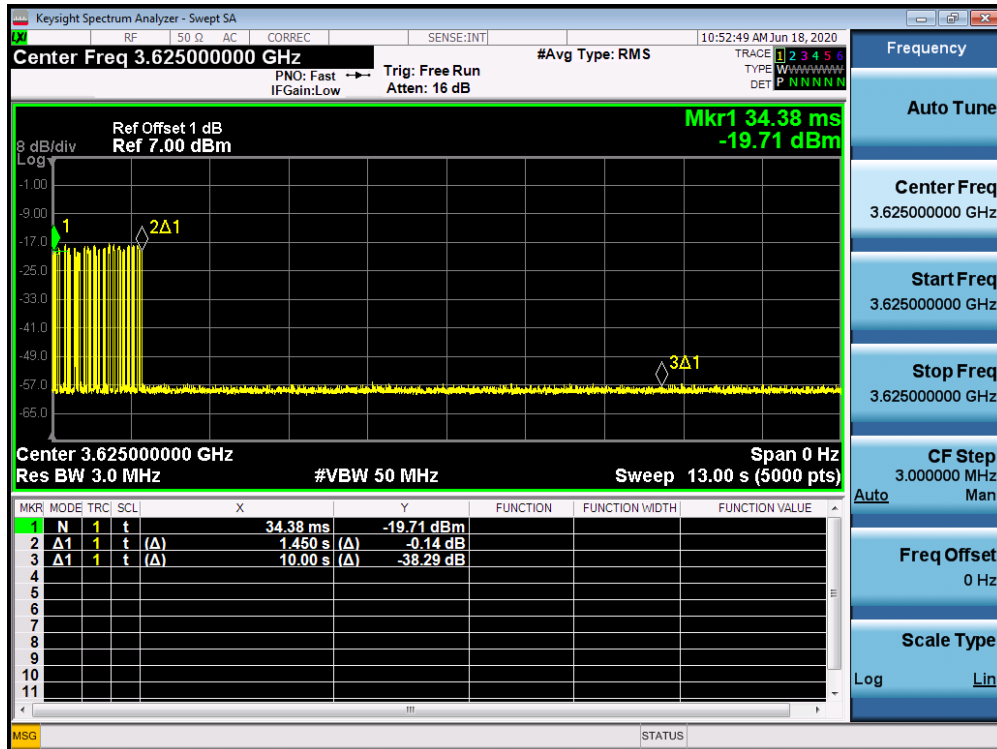 Keysight Spectrum Analyzer - Swept SA
LXI RF 50 Ω AC CORREC SENSE:INT 10:52:49 AM Jun 18, 2020
Center Freq 3.625000000 GHz
PNO: Fast
IFGain:Low
Trig: Free Run
Atten: 16 dB
#Avg Type: RMS
TRACE 1 2 3 4 5 6
TYPE WWWWWW
DET P N N N N N
Frequency
Auto Tune
Center Freq
3.625000000 GHz
Start Freq
3.625000000 GHz
Stop Freq
3.625000000 GHz
CF Step
3.000000 MHz
Auto Man
Freq Offset
0 Hz
Scale Type
Log Lin
Mkr1 34.38 ms
-19.71 dBm
Ref Offset 1 dB
8 dB/div Ref 7.00 dBm
Log
-1.00
-9.00
-17.0
-25.0
-33.0
-41.0
-49.0
-57.0
-65.0
1
2Δ1
3Δ1
Center 3.625000000 GHz Span 0 Hz
Res BW 3.0 MHz #VBW 50 MHz Sweep 13.00 s (5000 pts)
MKR MODE TRC SCL X Y FUNCTION FUNCTION WIDTH FUNCTION VALUE
1 N 1 t 34.38 ms -19.71 dBm
2 Δ1 1 t (Δ) 1.450 s (Δ) -0.14 dB
3 Δ1 1 t (Δ) 10.00 s (Δ) -38.29 dB
4
5
6
7
8
9
10
11
MSG STATUS